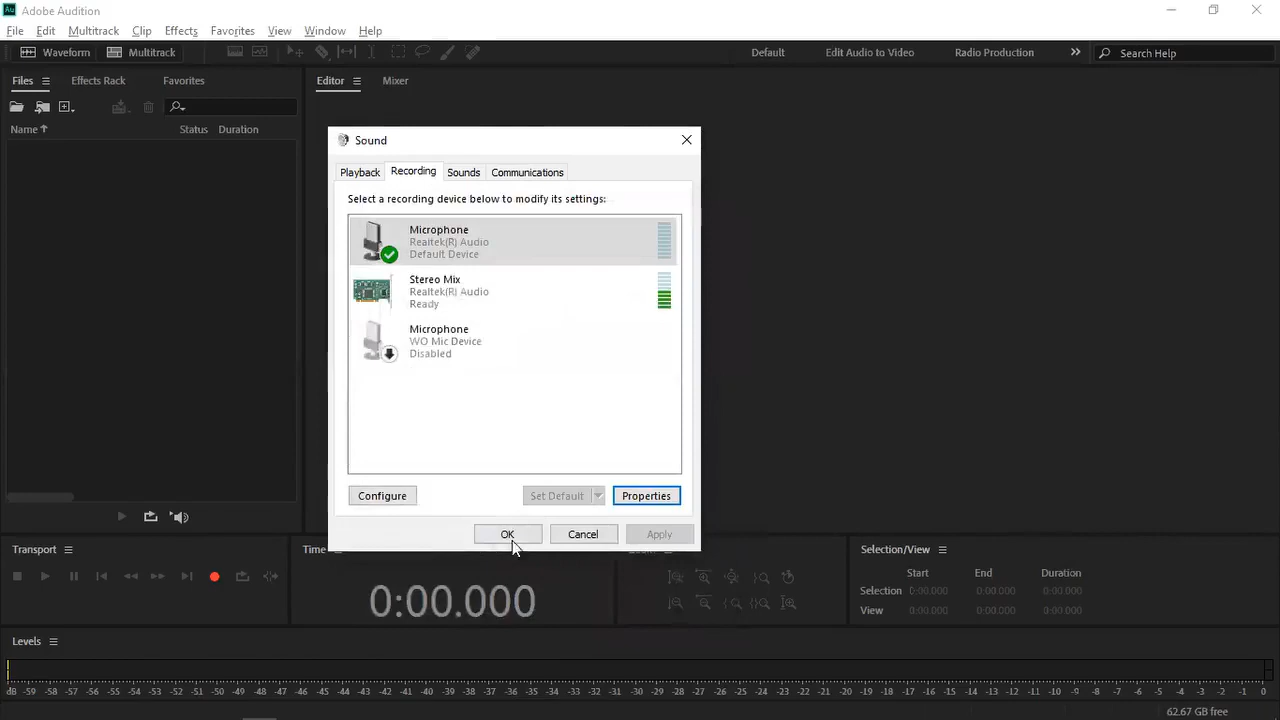 Au Adobe Audition
File Edit Multitrack Clip Effects Favorites View Window Help
Waveform Multitrack Default Edit Audio to Video Radio Production Search Help
Files Effects Rack Favorites Editor Mixer
Name Status Duration
Sound
Playback Recording Sounds Communications
Select a recording device below to modify its settings:
Microphone
Realtek(R) Audio
Default Device
Stereo Mix
Realtek(R) Audio
Ready
Microphone
WO Mic Device
Disabled
Configure Set Default Properties
OK Cancel Apply
Transport Time Selection/View
Start End Duration
0:00.000
Selection 0:00.000 0:00.000 0:00.000
View 0:00.000 0:00.000 0:00.000
Levels
dB -59 -58 -57 -56 -55 -54 -53 -52 -51 -50 -49 -48 -47 -46 -45 -44 -43 -42 -41 -40 -39 -38 -37 -36 -35 -34 -33 -32 -31 -30 -29 -28 -27 -26 -25 -24 -23 -22 -21 -20 -19 -18 -17 -16 -15 -14 -13 -12 -11 -10 -9 -8 -7 -6 -5 -4 -3 -2 -1 0
62.67 GB free